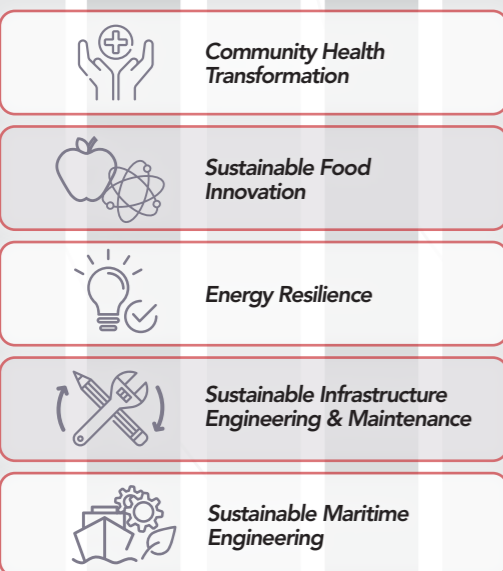 Community Health
Transformation
Sustainable Food
Innovation
Energy Resilience
Sustainable Infrastructure
Engineering & Maintenance
Sustainable Maritime
Engineering